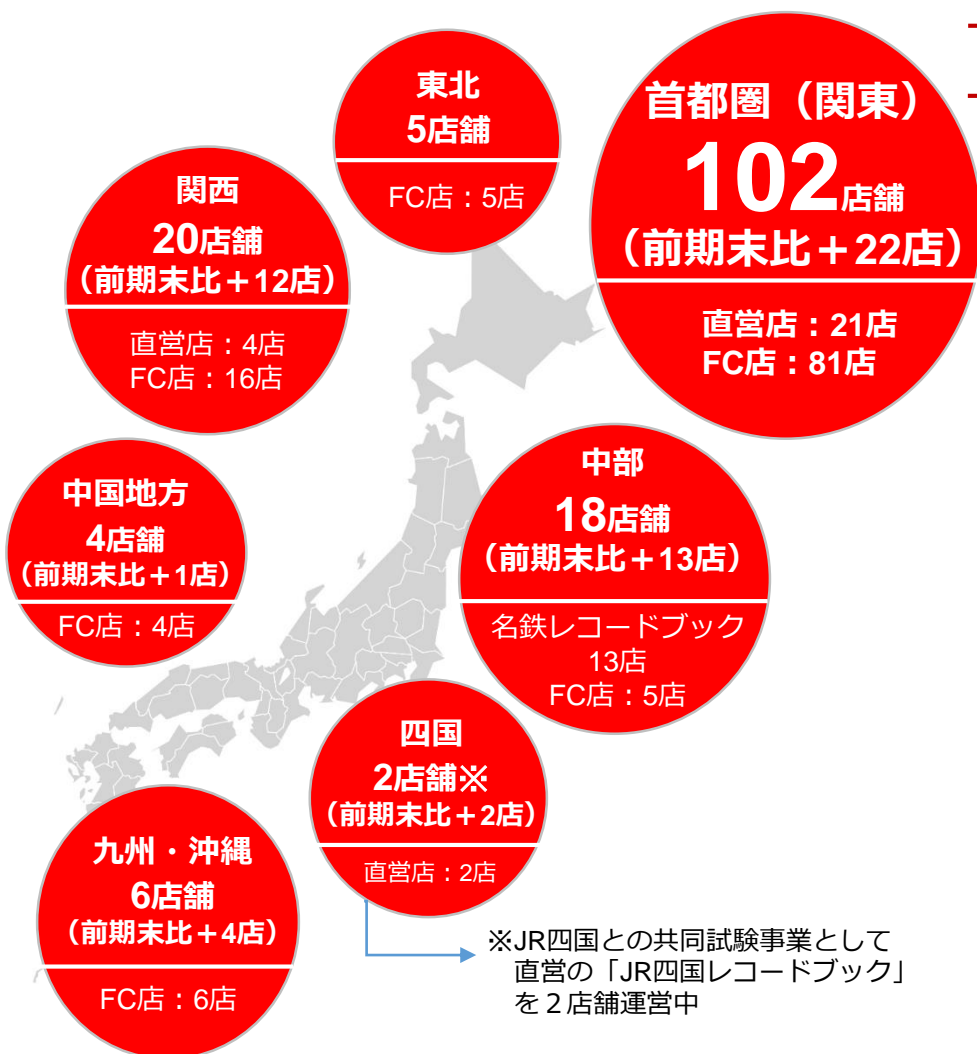 東北
5店舗
FC店：5店
首都圏（関東）
102店舗
（前期末比＋22店）
直営店：21店
FC店：81店
関西
20店舗
（前期末比＋12店）
直営店：4店
FC店：16店
中国地方
4店舗
（前期末比＋1店）
FC店：4店
中部
18店舗
（前期末比＋13店）
名鉄レコードブック
13店
FC店：5店
四国
2店舗※
（前期末比＋2店）
直営店：2店
九州・沖縄
6店舗
（前期末比＋4店）
FC店：6店
※JR四国との共同試験事業として
直営の「JR四国レコードブック」
を２店舗運営中